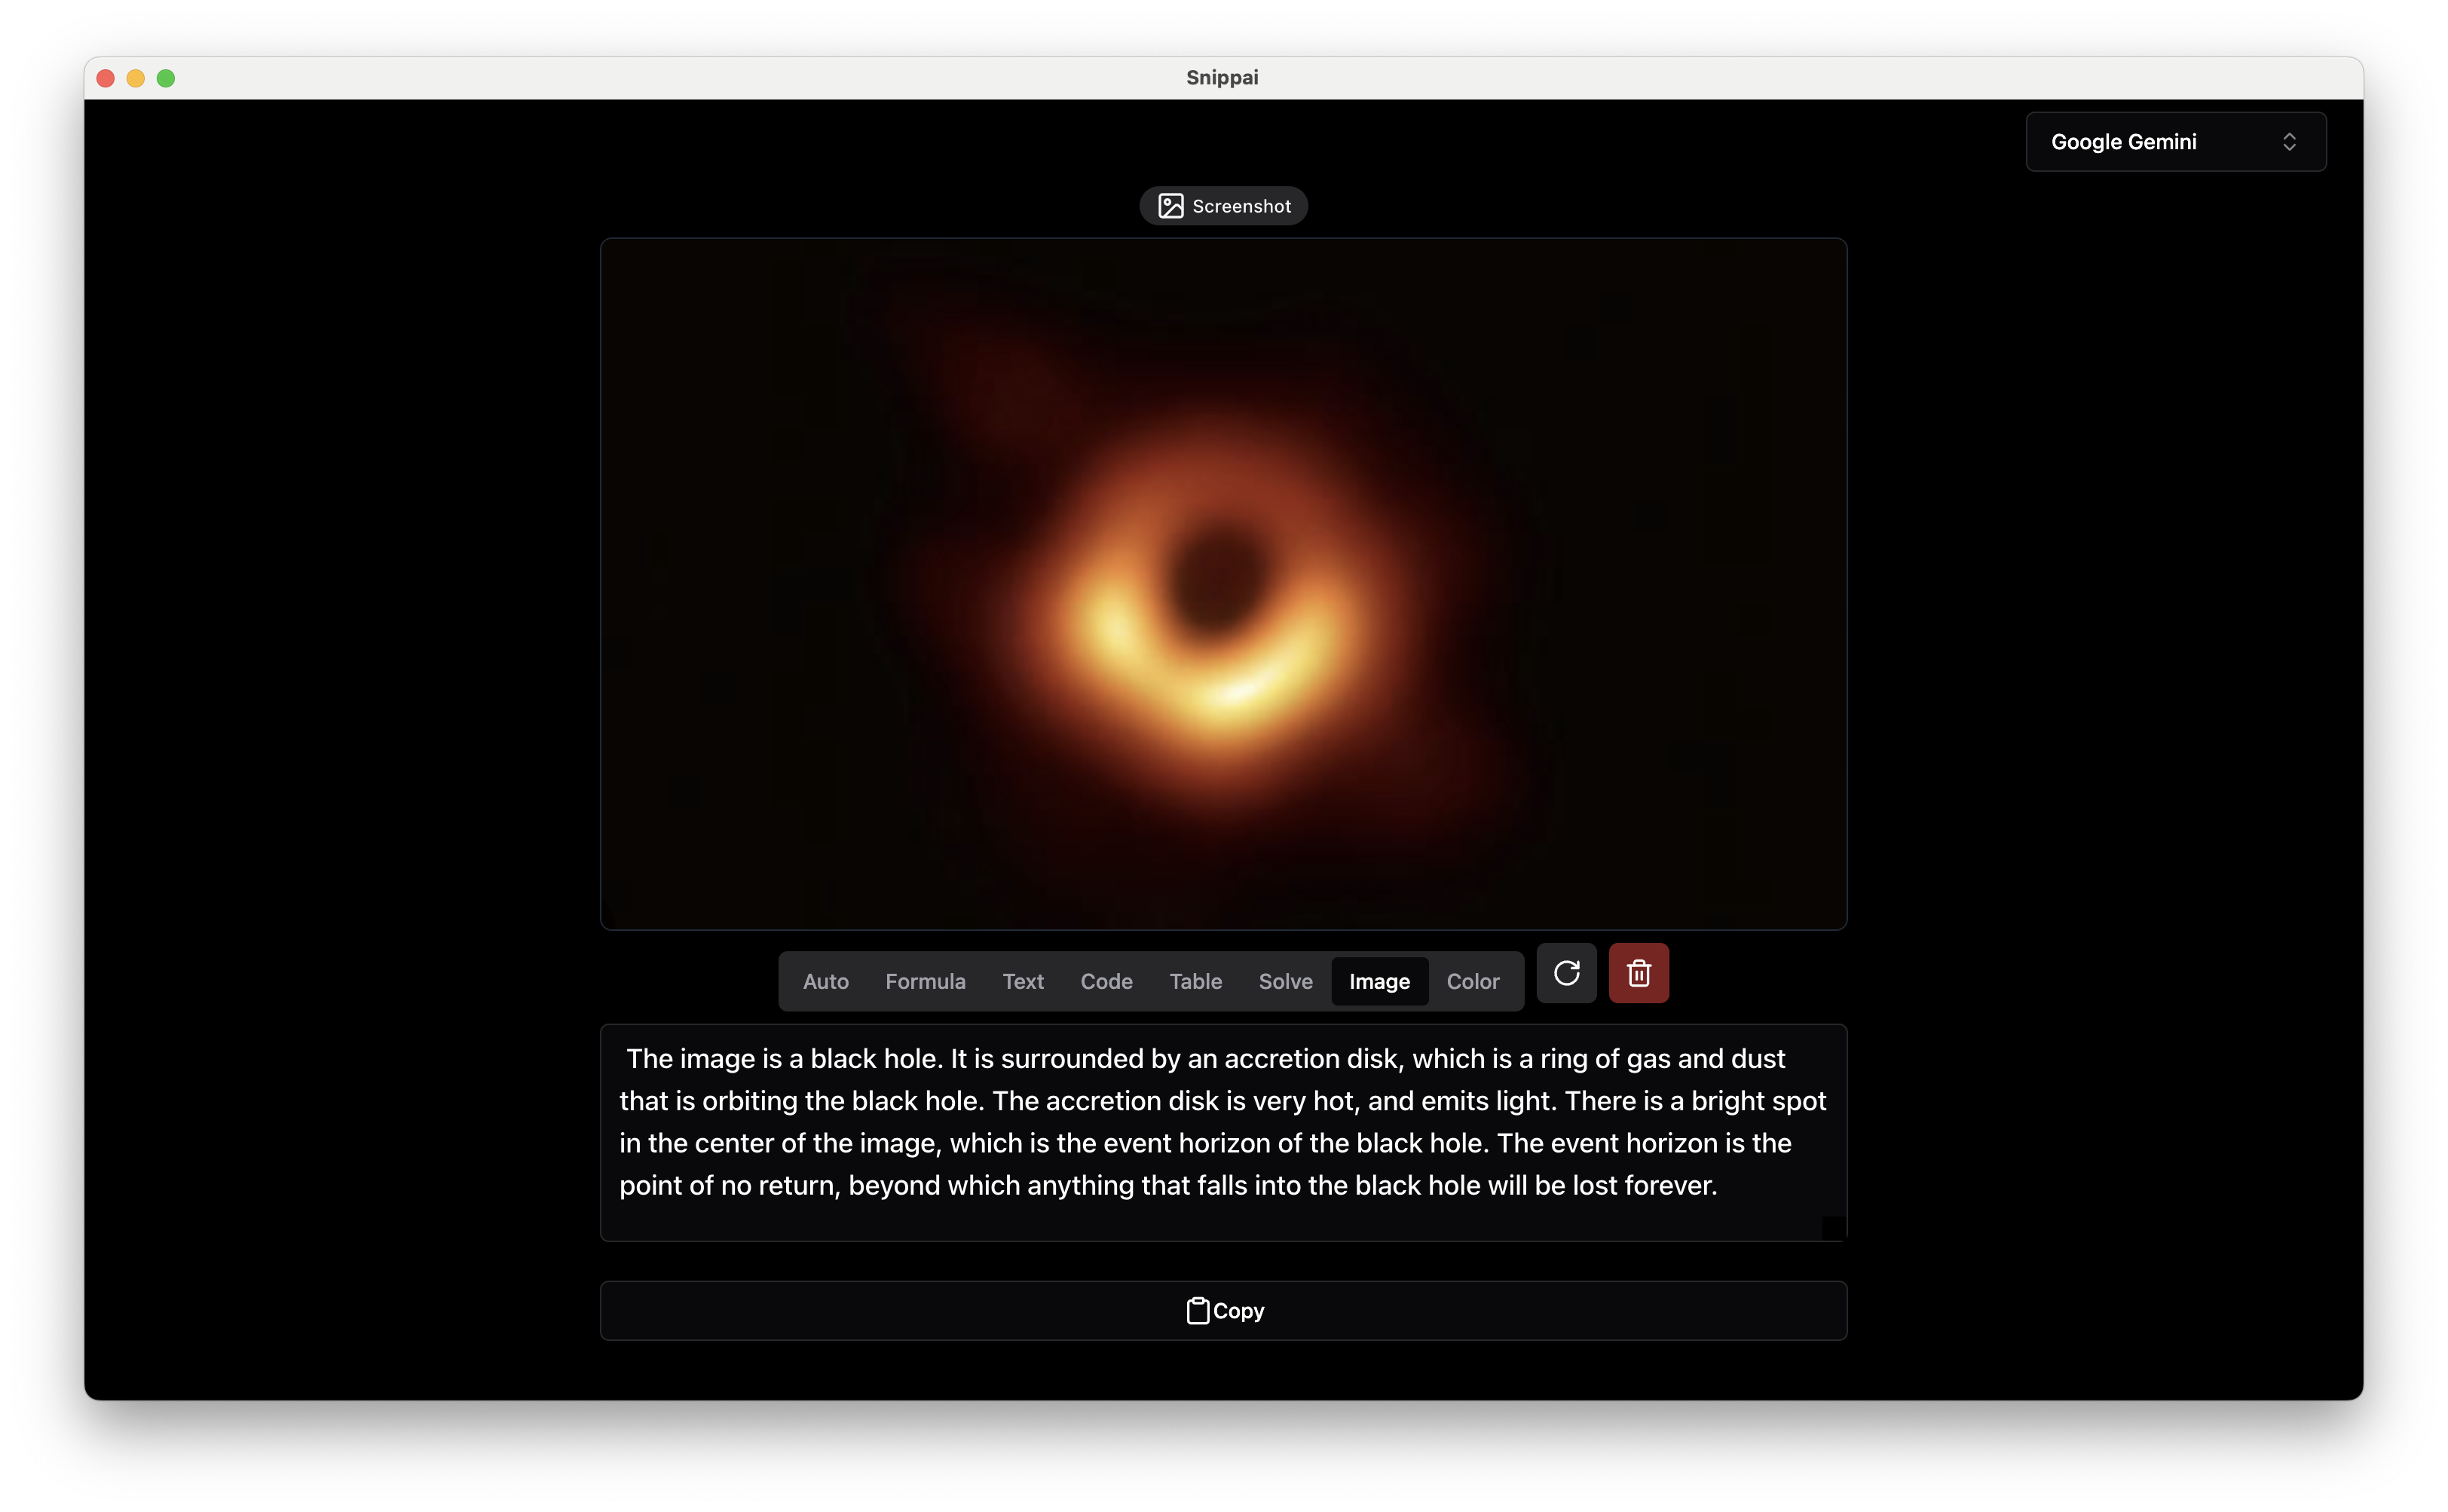 Snippai
Google Gemini
Screenshot
Auto Formula Text Code Table Solve Image Color
The image is a black hole. It is surrounded by an accretion disk, which is a ring of gas and dust
that is orbiting the black hole. The accretion disk is very hot, and emits light. There is a bright spot
in the center of the image, which is the event horizon of the black hole. The event horizon is the
point of no return, beyond which anything that falls into the black hole will be lost forever.
Copy